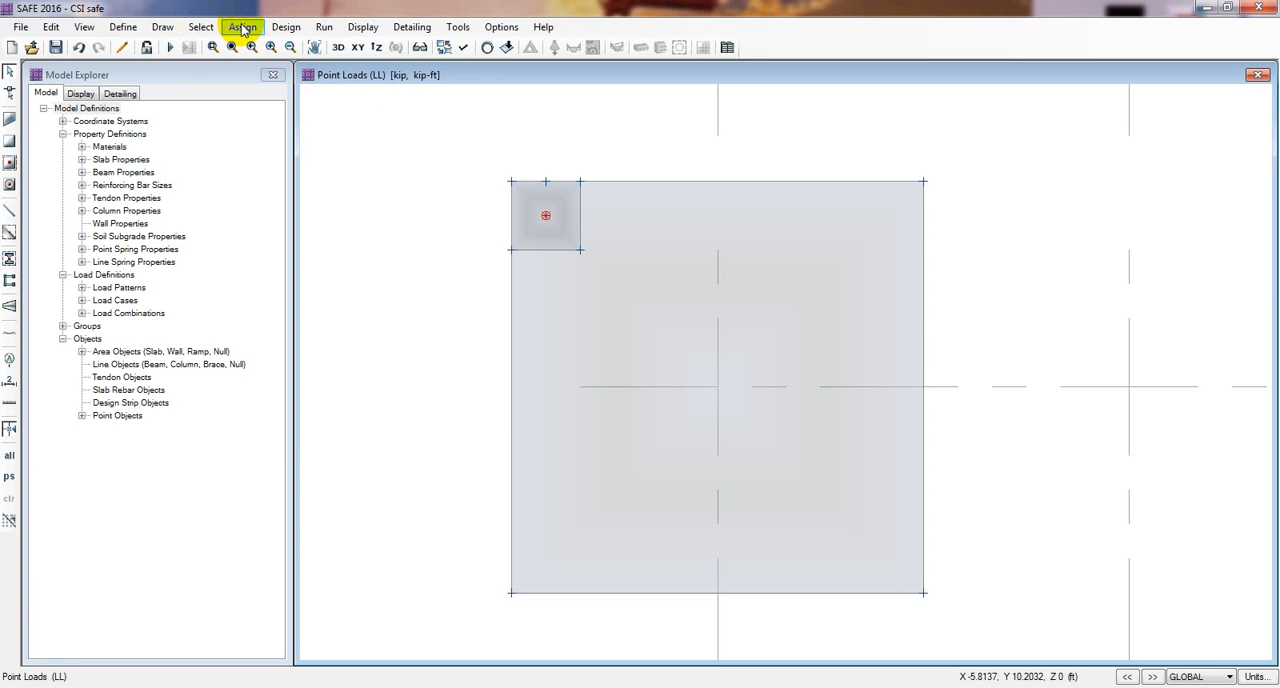 SAFE 2016 - CSI safe
File Edit View Define Draw Select Assign Design Run Display Detailing Tools Options Help
3D XY
Model Explorer
Point Loads (LL) [kip, kip-ft]
Model Display Detailing
Model Definitions
Coordinate Systems
Property Definitions
Materials
Slab Properties
Beam Properties
Reinforcing Bar Sizes
Tendon Properties
Column Properties
Wall Properties
Soil Subgrade Properties
Point Spring Properties
Line Spring Properties
Load Definitions
Load Patterns
Load Cases
Load Combinations
Groups
Objects
Area Objects (Slab, Wall, Ramp, Null)
Line Objects (Beam, Column, Brace, Null)
Tendon Objects
Slab Rebar Objects
Design Strip Objects
Point Objects
all
ps
clr
Point Loads (LL)
X -5.8137, Y 10.2032, Z 0 (ft)
<< >> GLOBAL Units...